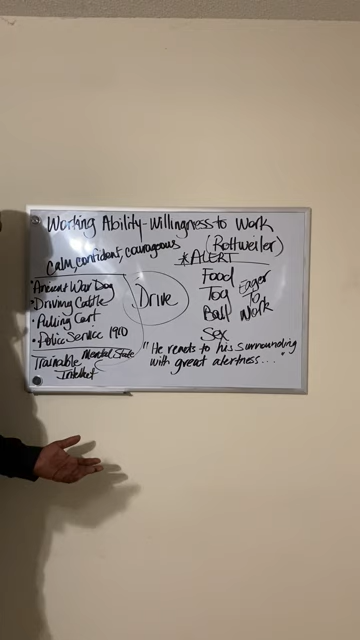 Working Ability-Willingness to Work
(Rottweiler)
Calm, confident, courageous
*ALERT
• Ancient War Dog
• Driving Cattle
• Pulling Cart
• Police Service 1910
Trainable Mental State
Intellect
Drive
Food
Toy
Ball
Sex
Eager
To
Work
"He reacts to his surrounding
with great alertness...."